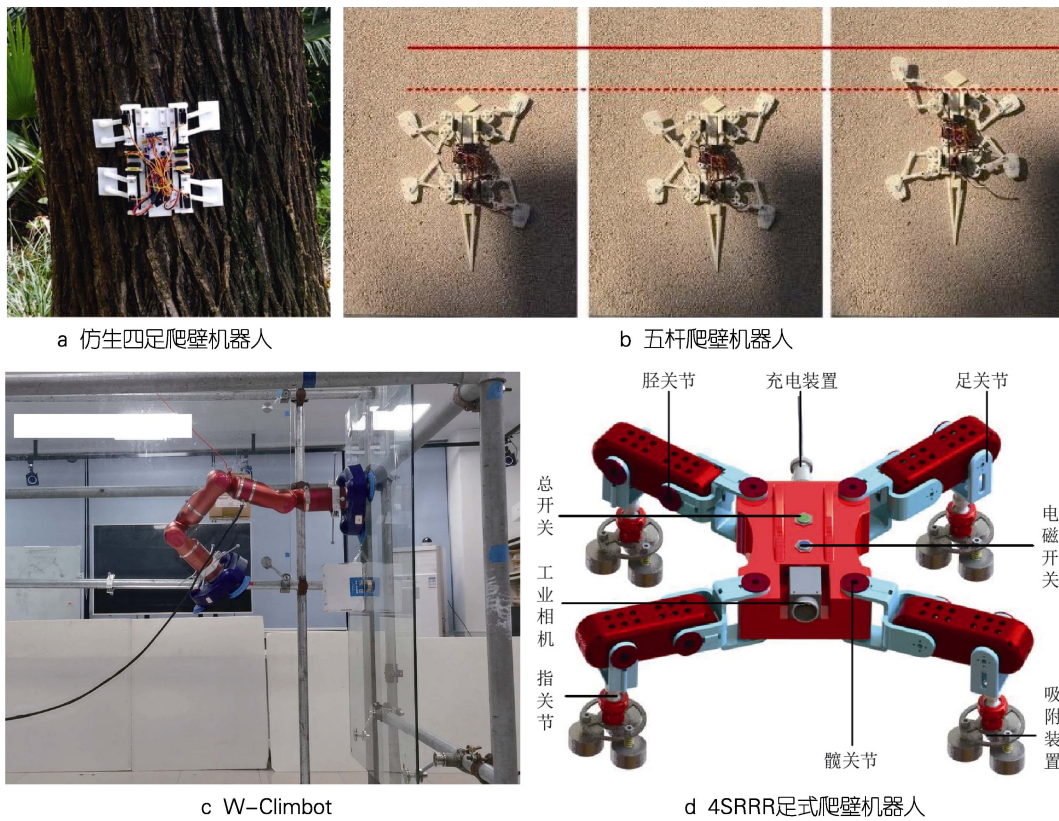 a 仿生四足爬壁机器人
b 五杆爬壁机器人
胫关节
充电装置
足关节
总开关
电磁开关
工业相机
指关节
吸附装置
髋关节
c W-Climbot
d 4SRRR足式爬壁机器人